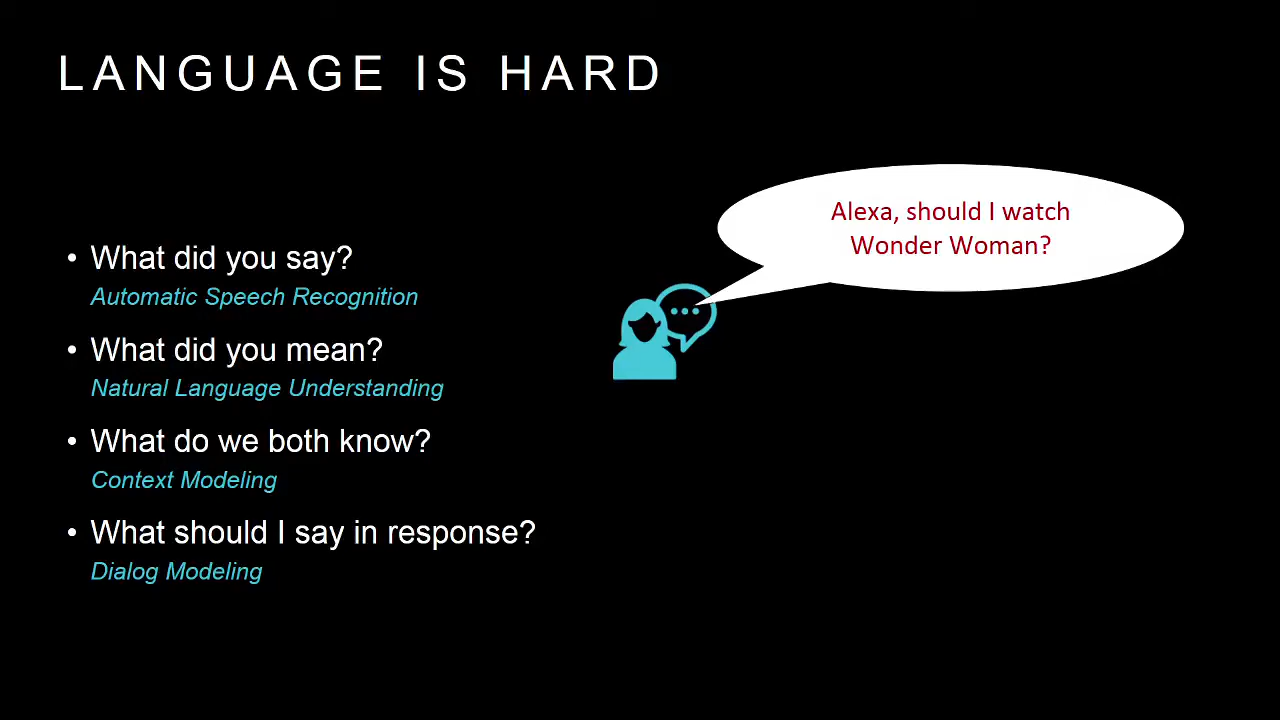 LANGUAGE IS HARD
• What did you say?
Automatic Speech Recognition
• What did you mean?
Natural Language Understanding
• What do we both know?
Context Modeling
• What should I say in response?
Dialog Modeling
Alexa, should I watch
Wonder Woman?